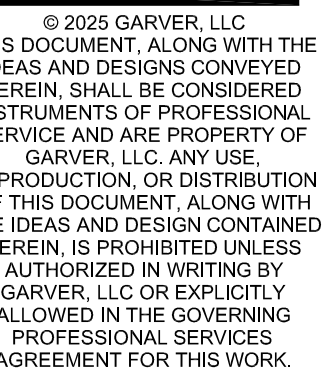 © 2025 GARVER, LLC
S DOCUMENT, ALONG WITH THE
DEAS AND DESIGNS CONVEYED
EREIN, SHALL BE CONSIDERED
STRUMENTS OF PROFESSIONAL
ERVICE AND ARE PROPERTY OF
GARVER, LLC. ANY USE,
PRODUCTION, OR DISTRIBUTION
F THIS DOCUMENT, ALONG WITH
E IDEAS AND DESIGN CONTAINED
EREIN, IS PROHIBITED UNLESS
AUTHORIZED IN WRITING BY
GARVER, LLC OR EXPLICITLY
ALLOWED IN THE GOVERNING
PROFESSIONAL SERVICES
AGREEMENT FOR THIS WORK.